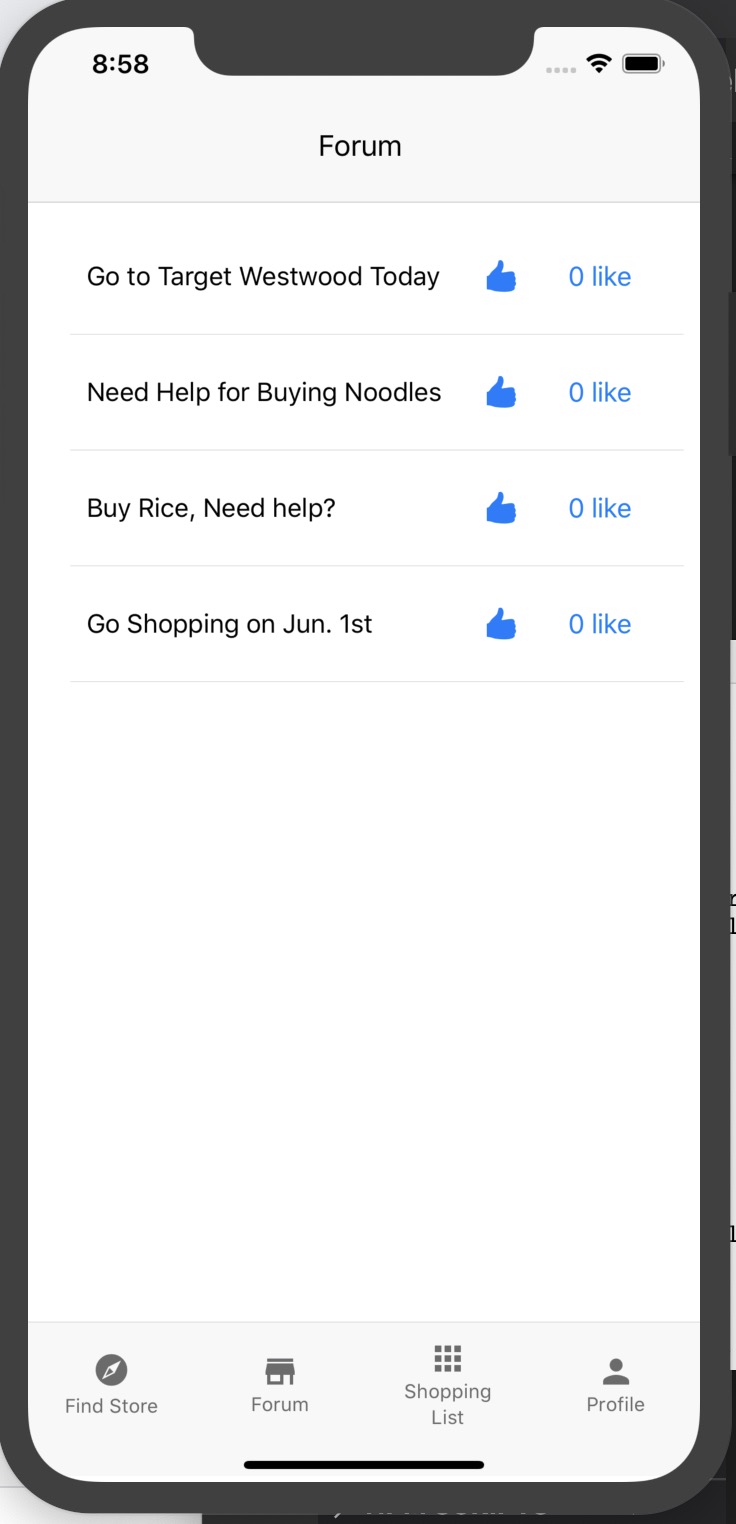 8:58
Forum
Go to Target Westwood Today 0 like
Need Help for Buying Noodles 0 like
Buy Rice, Need help? 0 like
Go Shopping on Jun. 1st 0 like
Find Store Forum Shopping List Profile